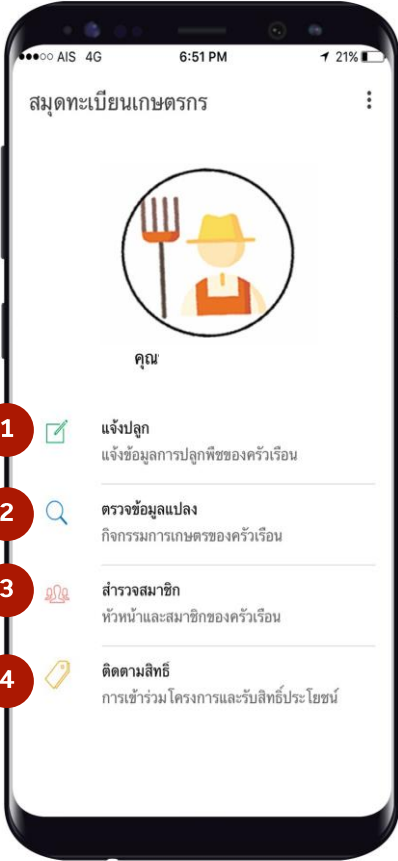 AIS 4G 6:51 PM 21%
สมุดทะเบียนเกษตรกร
คุณ
1
แจ้งปลูก
แจ้งข้อมูลการปลูกพืชของครัวเรือน
2
ตรวจข้อมูลแปลง
กิจกรรมการเกษตรของครัวเรือน
3
สำรวจสมาชิก
หัวหน้าและสมาชิกของครัวเรือน
4
ติดตามสิทธิ์
การเข้าร่วมโครงการและรับสิทธิ์ประโยชน์